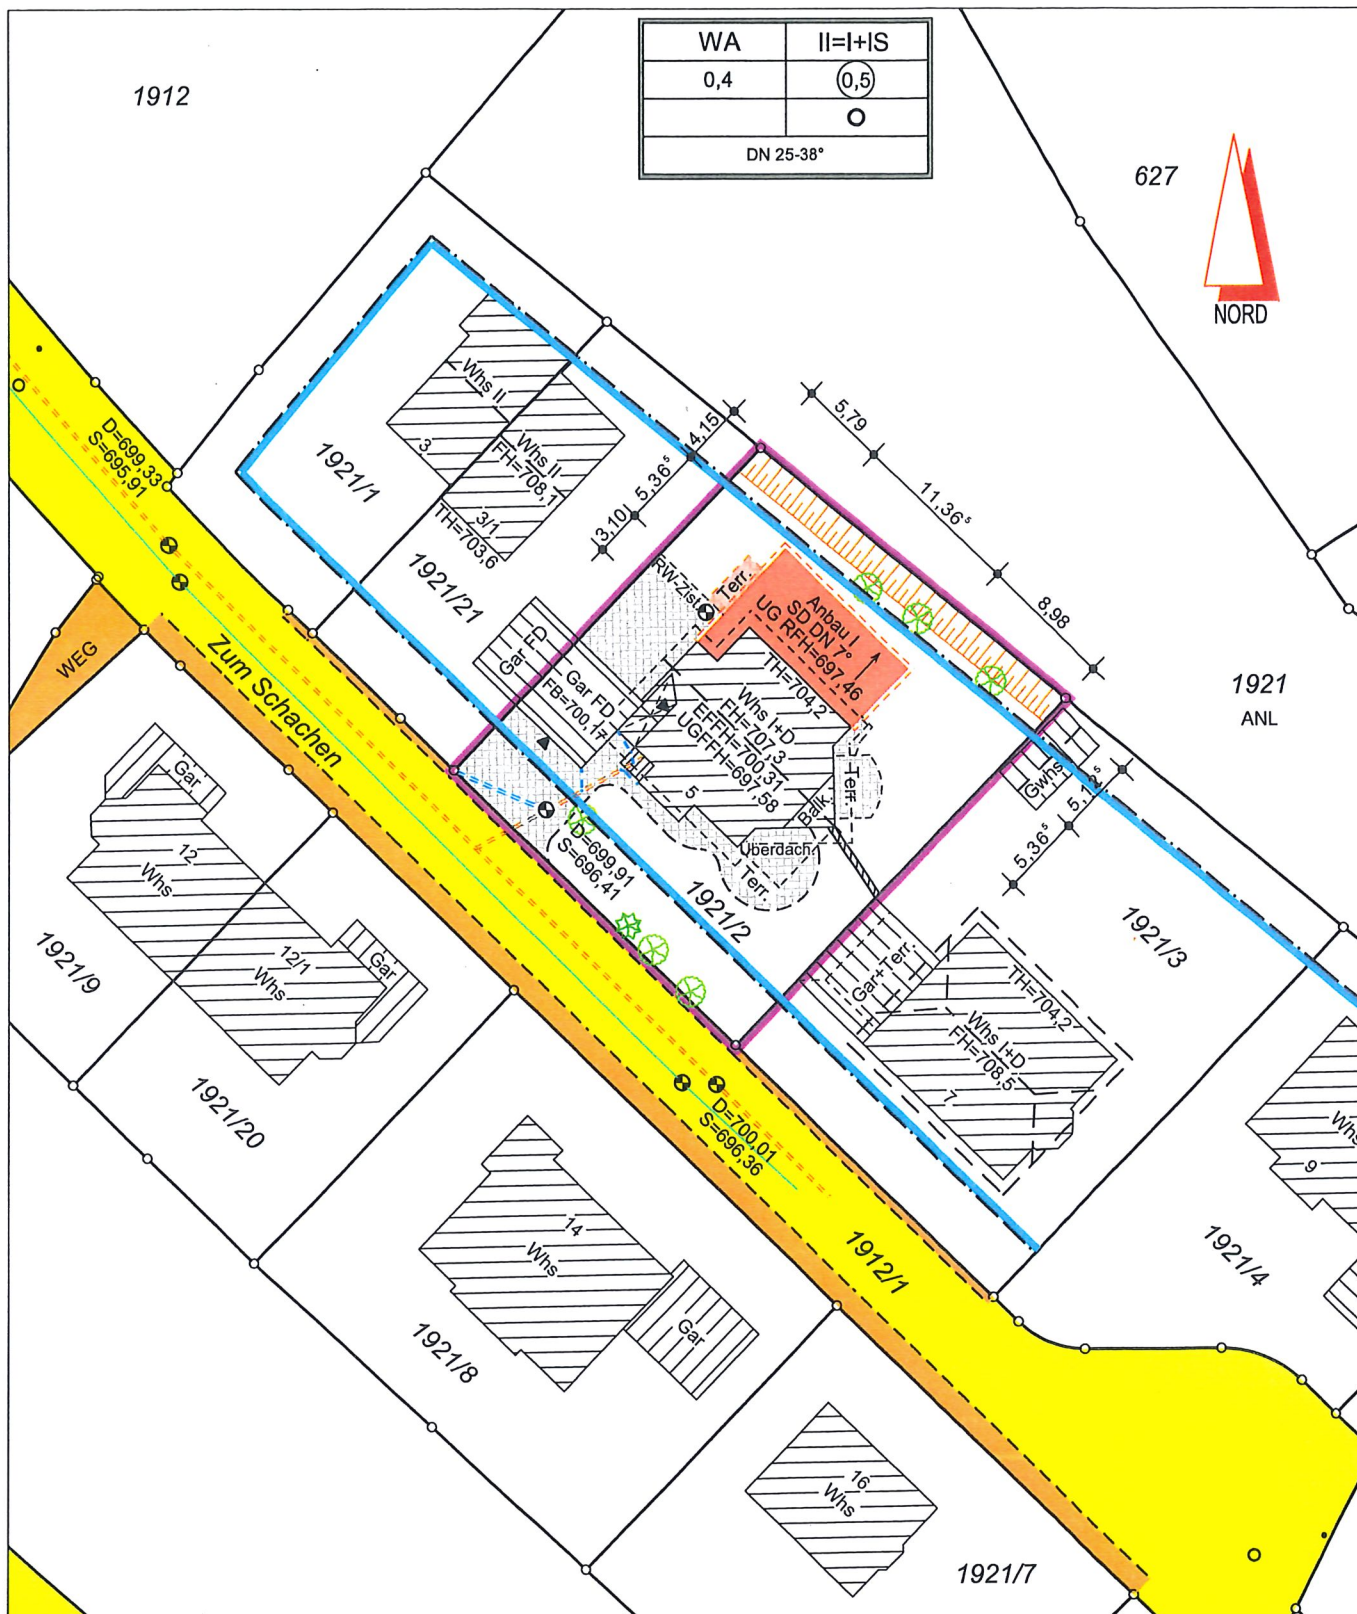 WA II=I+IS
0,4 0,5
DN 25-38°
1912
627
NORD
D=699,33
S=695,91
1921/1
Whs II
3
Whs II
FH=708,1
3/1
TH=703,6
1921/21
4,15
5,36⁵
3,10
5,79
11,36⁵
8,98
RW-Zist.
Terr.
Anbau I
SD DN 7°
UG RFH=697,46
TH=704,2
Whs I+D
FH=707,3
EFFH=700,31
UGFFH=697,58
5
Gar ED
Gar FD
FB=700,17
Terr.
Balk.
Überdach.
Terr.
D=699,91
S=696,41
1921/2
Gwhs
5,36⁵
1921
ANL
1921/3
Gar+Terr.
TH=704,2
Whs I+D
FH=708,5
7
WEG
Zum Schachen
Gar
12
Whs
12/1
Whs
Gar
1921/9
1921/20
D=700,01
S=696,36
1912/1
Whs
9
1921/4
14
Whs
Gar
1921/8
16
Whs
1921/7